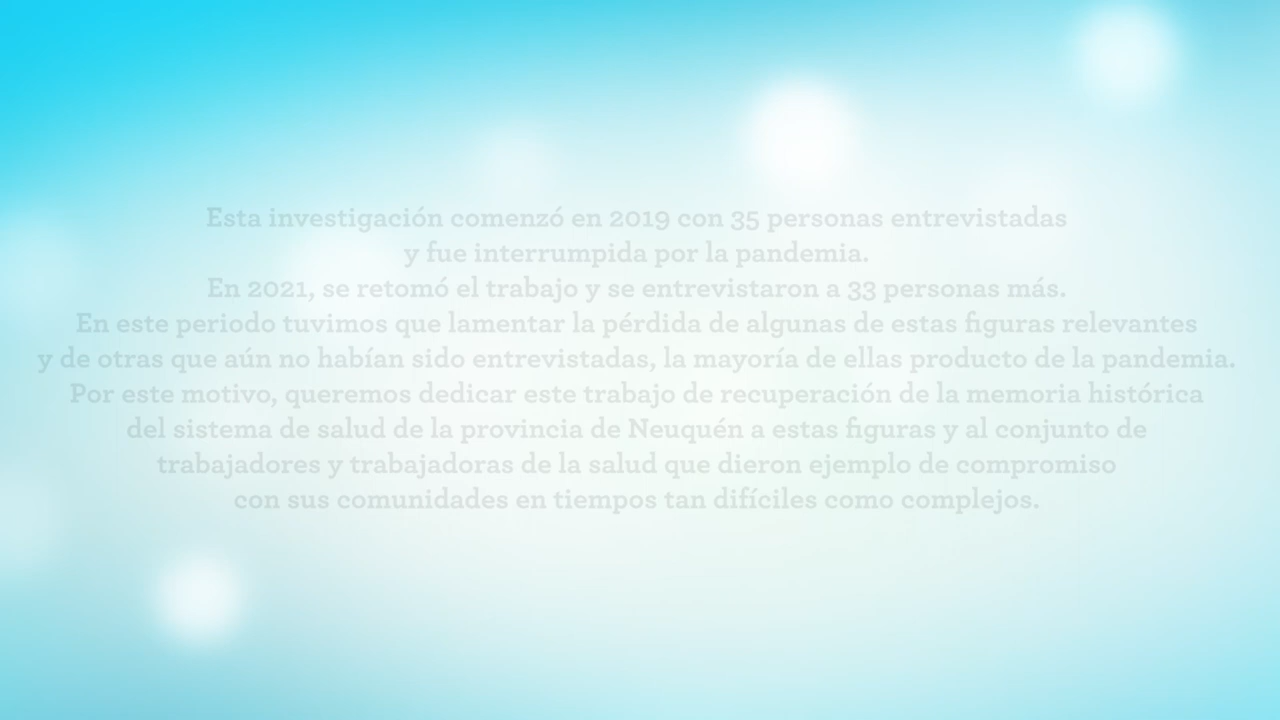 Esta investigación comenzó en 2019 con 35 personas entrevistadas
y fue interrumpida por la pandemia.
En 2021, se retomó el trabajo y se entrevistaron a 33 personas más.
En este periodo tuvimos que lamentar la pérdida de algunas de estas figuras relevantes
y de otras que aún no habían sido entrevistadas, la mayoría de ellas producto de la pandemia.
Por este motivo, queremos dedicar este trabajo de recuperación de la memoria histórica
del sistema de salud de la provincia de Neuquén a estas figuras y al conjunto de
trabajadores y trabajadoras de la salud que dieron ejemplo de compromiso
con sus comunidades en tiempos tan difíciles como complejos.